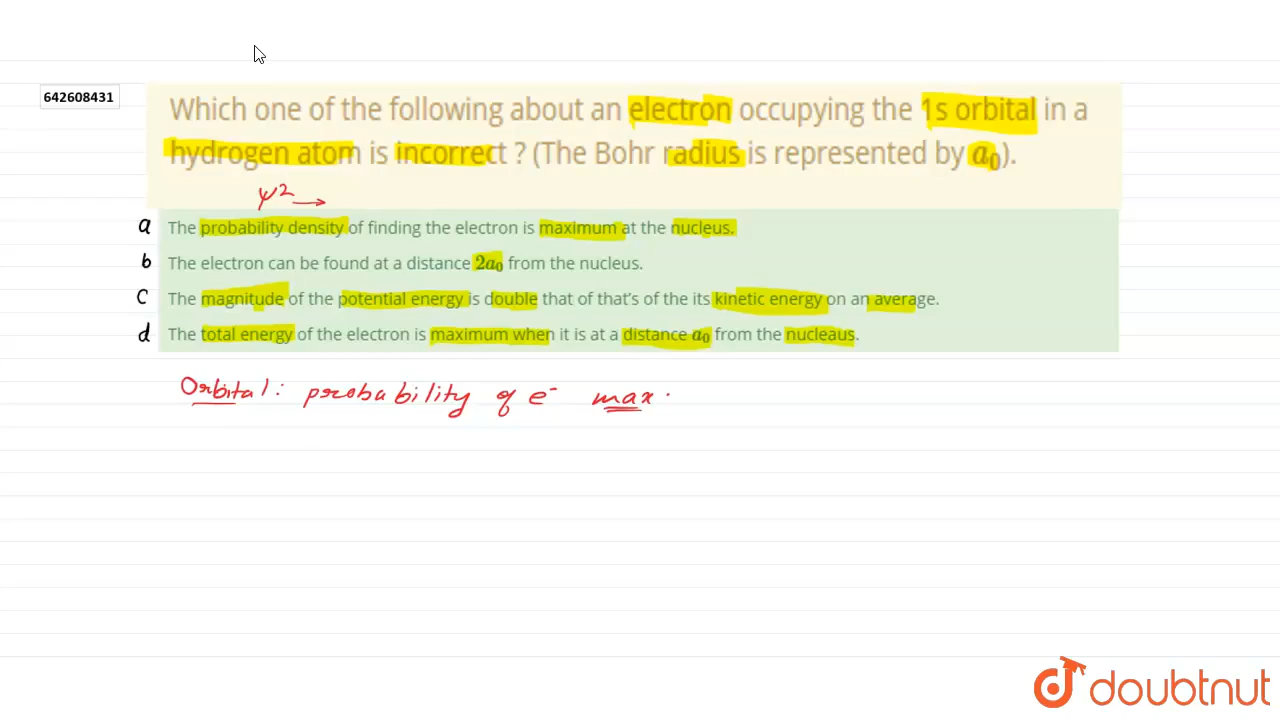 642608431
Which one of the following about an electron occupying the 1s orbital in a
hydrogen atom is incorrect ? (The Bohr radius is represented by a₀).
ψ² →
a The probability density of finding the electron is maximum at the nucleus.
b The electron can be found at a distance 2a₀ from the nucleus.
c The magnitude of the potential energy is double that of that's of the its kinetic energy on an average.
d The total energy of the electron is maximum when it is at a distance a₀ from the nucleaus.
Orbital: probability of e⁻ max.
doubtnut